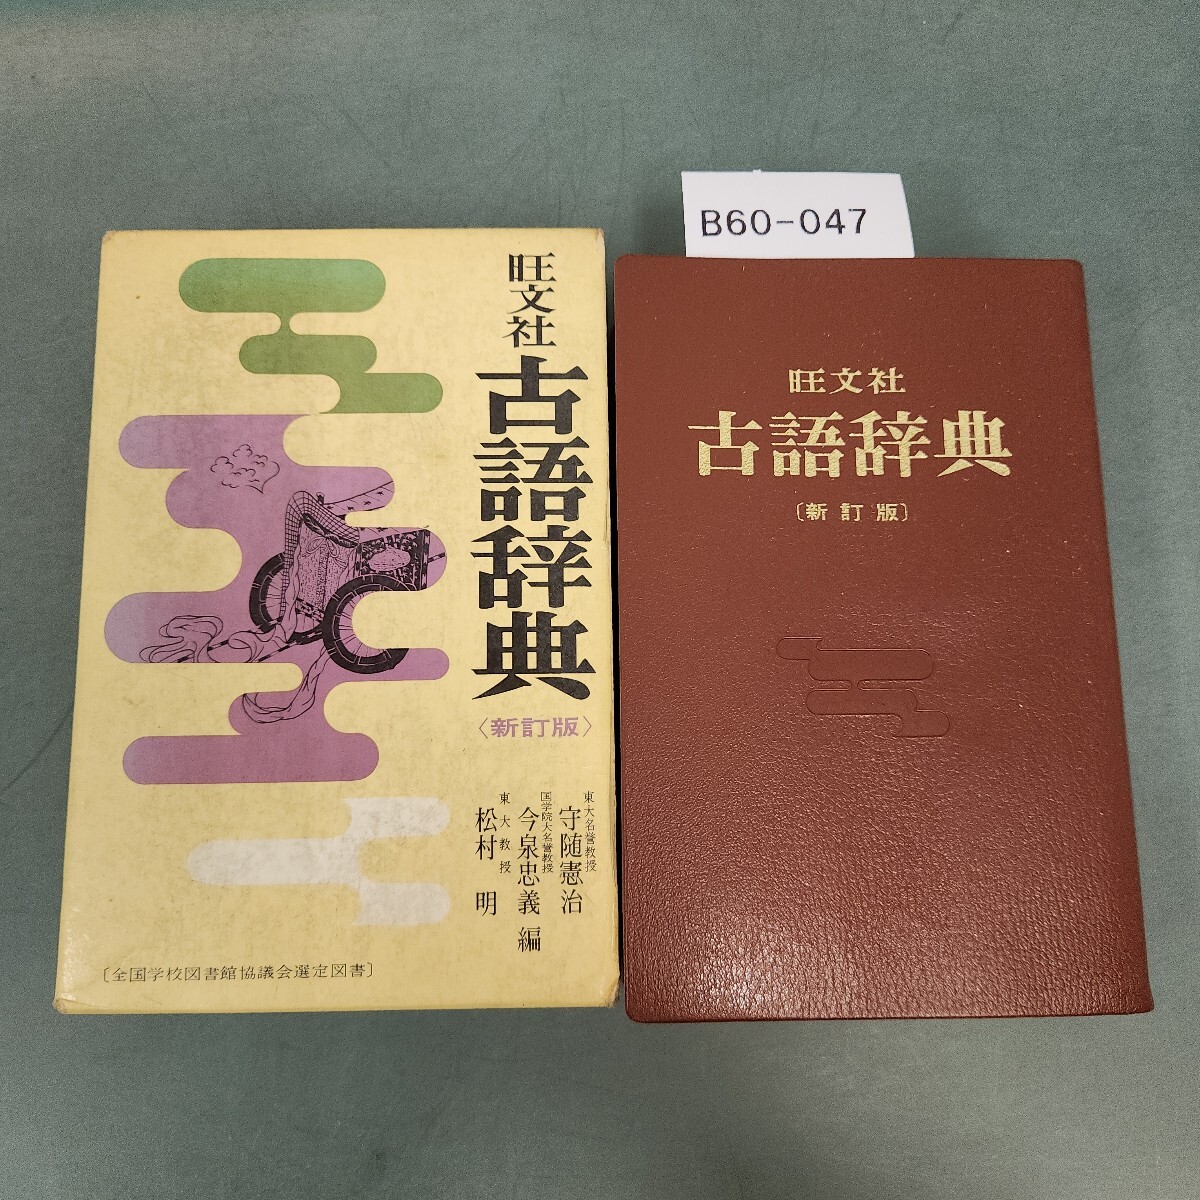 B60-047
旺文社
古語辞典
〈新訂版〉
東大名誉教授
守随憲治
国学院大名誉教授
今泉忠義 編
東大教授
松村 明
〔全国学校図書館協議会選定図書〕
旺文社
古語辞典
〔新訂版〕